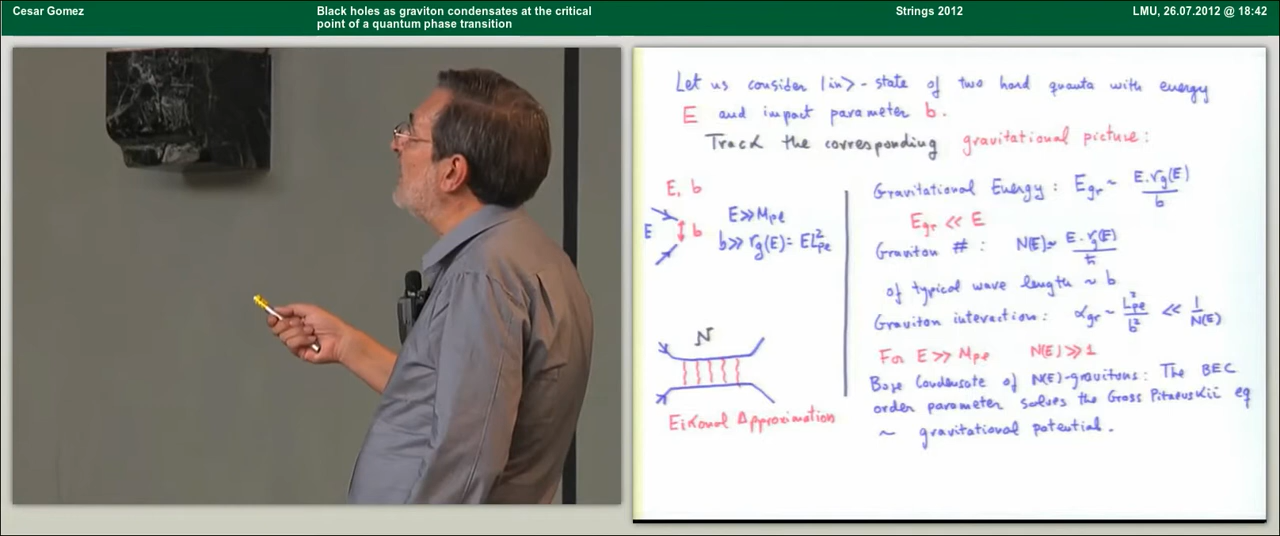 Cesar Gomez
Black holes as graviton condensates at the critical
point of a quantum phase transition
Strings 2012
LMU, 26.07.2012 @ 18:42
Let us consider |in>-state of two hard quanta with energy
E and impact parameter b.
Track the corresponding gravitational picture:
E, b
E
b
E≫Mpl
b≫rg(E)=EL²pl
N
Eikonal Approximation
Gravitational Energy: Egr ~ E.rg(E)/b
Egr ≪ E
Graviton #: N(E)~ E.rg(E)/ħ
of typical wave length ~ b
Graviton interaction: αgr ~ L²pl/b² ≪ 1/N(E)
For E≫Mpl N(E)≫1
Bose Condensate of N(E)-gravitons: The BEC
order parameter solves the Gross Pitaevskii eq
~ gravitational potential.